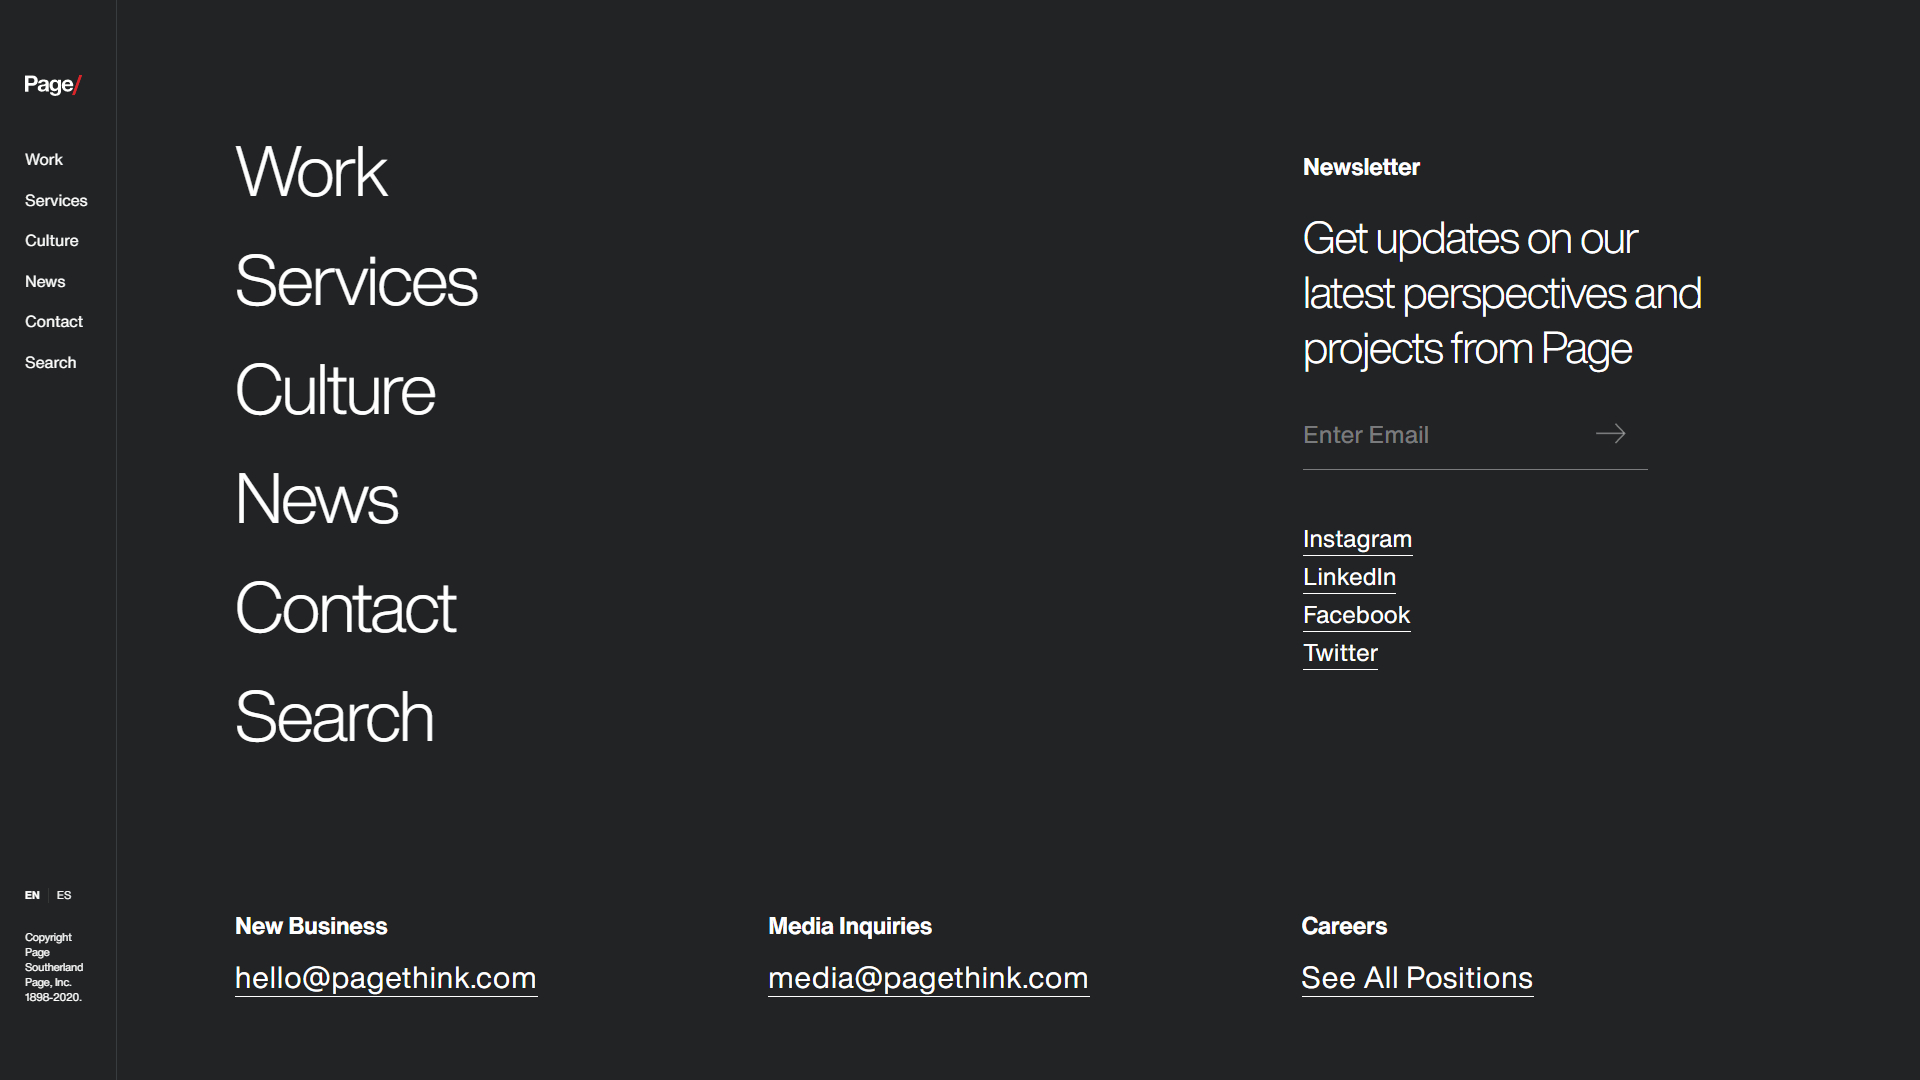 Page/
Work
Services
Culture
News
Contact
Search
EN ES
Copyright
Page
Southerland
Page, Inc.
1898-2020.
Work
Services
Culture
News
Contact
Search
Newsletter
Get updates on our
latest perspectives and
projects from Page
Enter Email
Instagram
LinkedIn
Facebook
Twitter
New Business
hello@pagethink.com
Media Inquiries
media@pagethink.com
Careers
See All Positions